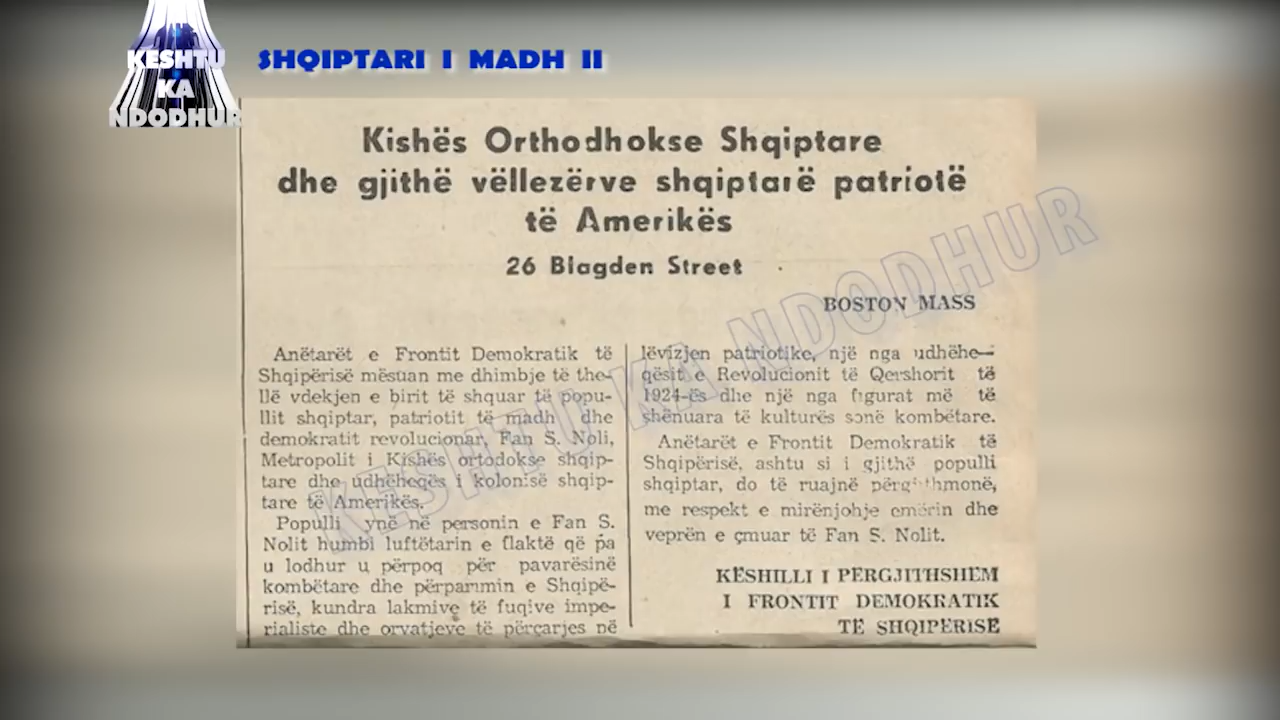 KESHTU
KA
NDODHUR
SHQIPTARI I MADH II
Kishës Orthodhokse Shqiptare
dhe gjithë vëllezërve shqiptarë patriotë
të Amerikës
26 Blagden Street
BOSTON MASS
Anëtarët e Frontit Demokratik të
Shqipërisë mësuan me dhimbje të the-
llë vdekjen e birit të shquar të popu-
llit shqiptar, patriotit të madh dhe
demokratit revolucionar, Fan S. Noli,
Metropolit i Kishës ortodokse shqip-
tare dhe udhëheqës i kolonisë shqip-
tare të Amerikës.
Populli ynë në personin e Fan S.
Nolit humbi luftëtarin e flaktë që pa
u lodhur u përpoq për pavarësinë
kombëtare dhe përparimin e Shqipë-
risë, kundra lakmive të fuqive impe-
rialiste dhe orvatjeve të përçarjes në
lëvizjen patriotike, një nga udhëhe-
qësit e Revolucionit të Qershorit të
1924-ës dhe një nga figurat më të
shënuara të kulturës sonë kombëtare.
Anëtarët e Frontit Demokratik të
Shqipërisë, ashtu si i gjithë populli
shqiptar, do të ruajnë përgjithmonë,
me respekt e mirënjohje emërin dhe
veprën e çmuar të Fan S. Nolit.
KËSHILLI I PËRGJITHSHËM
I FRONTIT DEMOKRATIK
TË SHQIPËRISË
KESHTU KA NDODHUR